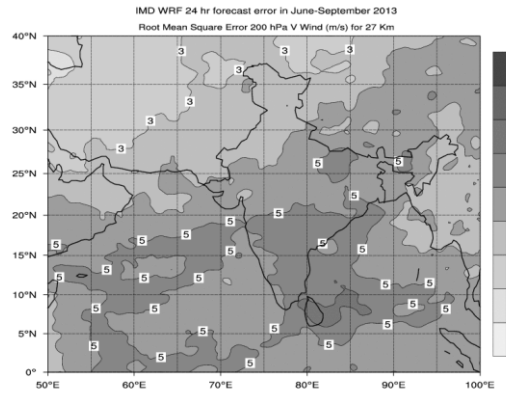 IMD WRF 24 hr forecast error in June-September 2013
Root Mean Square Error 200 hPa V Wind (m/s) for 27 Km
40°N
3 3 3
35°N
3
3
3
30°N
3
5 5
25°N
5
20°N
5
5 5 5
5 5 5
15°N
5 5 5 5 5
10°N
5 5 5 5
5 5
5°N
5 5 5
5 5
0°
50°E 60°E 70°E 80°E 90°E 100°E